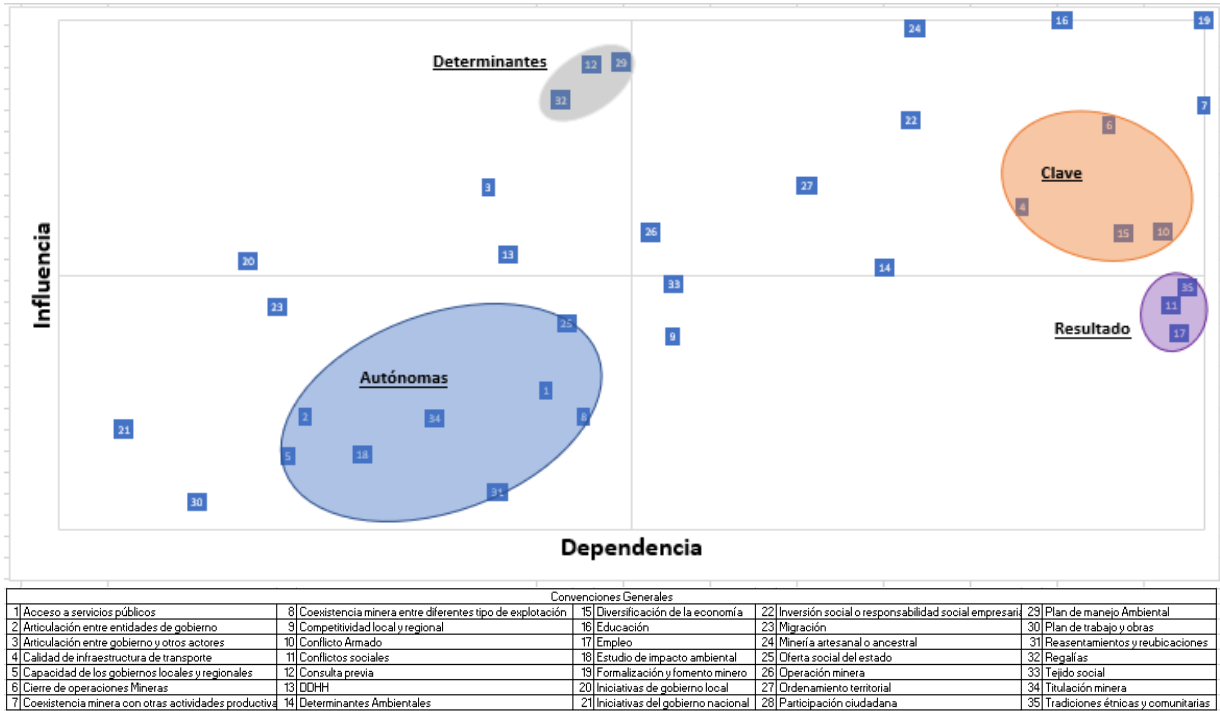 24
16
19
Determinantes
12
29
32
7
22
6
Clave
3
27
4
26
15
10
13
20
14
33
35
23
11
25
Resultado
9
17
Influencia
Autónomas
1
2
34
8
21
18
5
31
30
Dependencia
Convenciones Generales
1 Acceso a servicios públicos 8 Coexistencia minera entre diferentes tipo de explotación 15 Diversificación de la economía 22 Inversión social o responsabilidad social empresaria 29 Plan de manejo Ambiental
2 Articulación entre entidades de gobierno 9 Competitividad local y regional 16 Educación 23 Migración 30 Plan de trabajo y obras
3 Articulación entre gobierno y otros actores 10 Conflicto Armado 17 Empleo 24 Minería artesanal o ancestral 31 Reasentamientos y reubicaciones
4 Calidad de infraestructura de transporte 11 Conflictos sociales 18 Estudio de impacto ambiental 25 Oferta social del estado 32 Regalías
5 Capacidad de los gobiernos locales y regionales 12 Consulta previa 19 Formalización y fomento minero 26 Operación minera 33 Tejido social
6 Cierre de operaciones Mineras 13 DDHH 20 Iniciativas de gobierno local 27 Ordenamiento territorial 34 Titulación minera
7 Coexistencia minera con otras actividades productiva 14 Determinantes Ambientales 21 Iniciativas del gobierno nacional 28 Participación ciudadana 35 Tradiciones étnicas y comunitarias